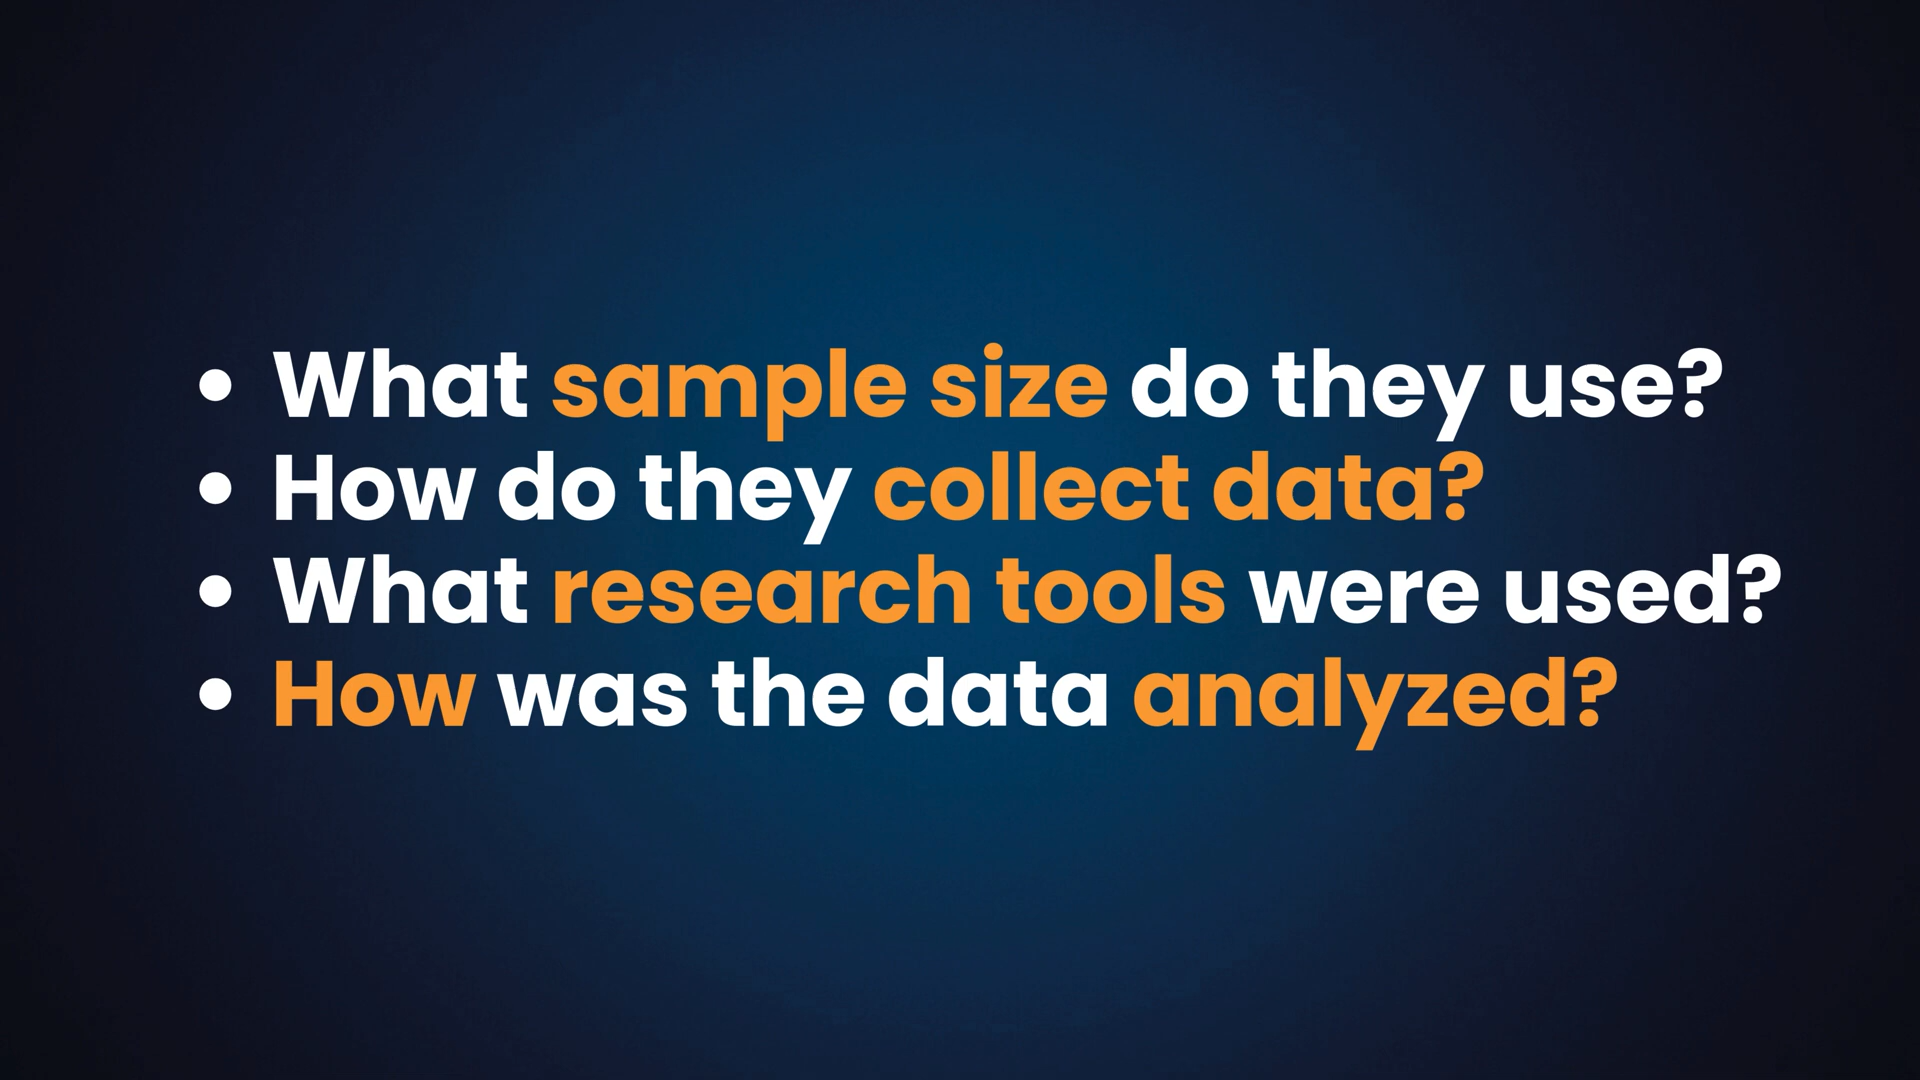 • What sample size do they use?
• How do they collect data?
• What research tools were used?
• How was the data analyzed?